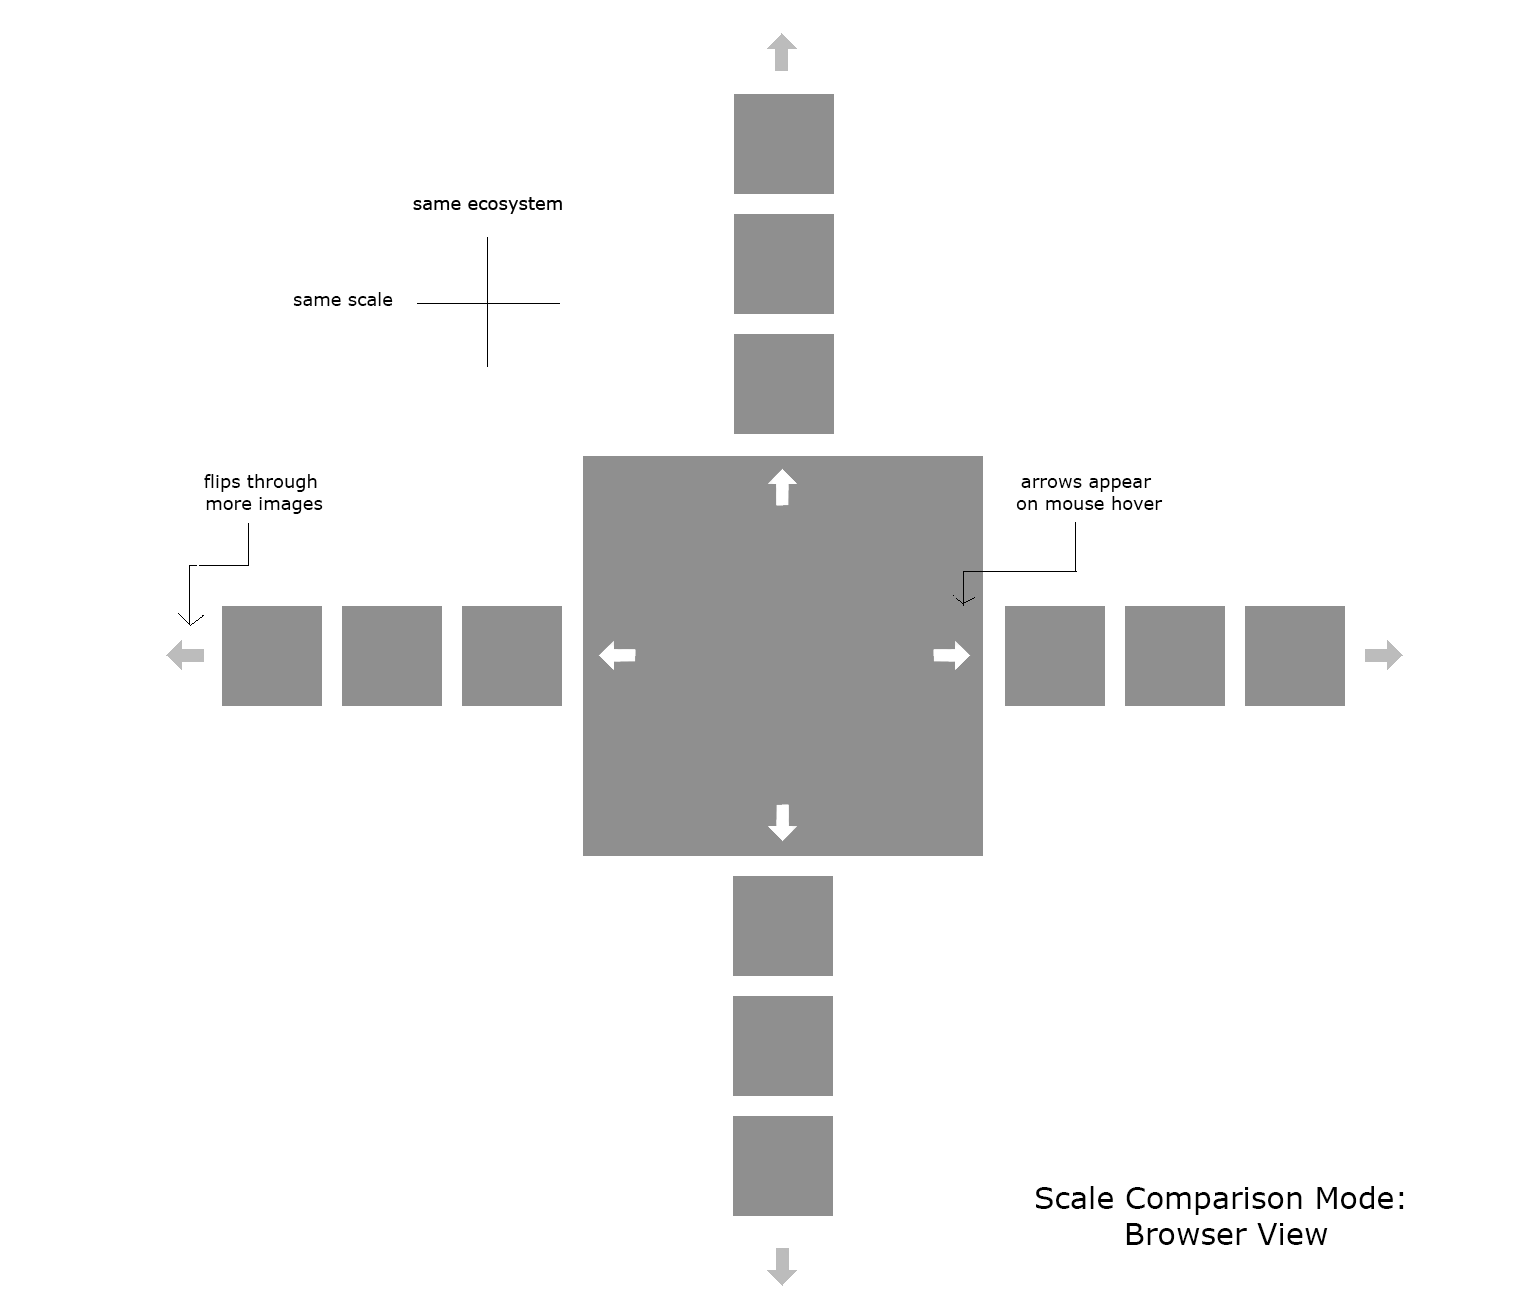 same ecosystem
same scale
flips through
more images
arrows appear
on mouse hover
Scale Comparison Mode:
Browser View